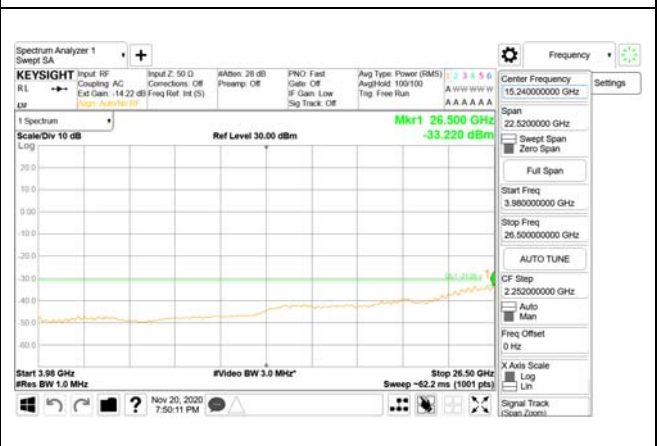 Spectrum Analyzer 1
Swept SA
Frequency
KEYSIGHT
Input: RF
Input Z: 50 Ω
#Atten: 28 dB
PNO: Fast
Avg Type: Power (RMS)
1 2 3 4 5 6
RL
Coupling: AC
Corrections: Off
Preamp: Off
Gate: Off
Avg|Hold: 100/100
A W W W W W
Ext Gain: -14.22 dB
Freq Ref: Int (S)
IF Gain: Low
Trig: Free Run
Align: Auto/No RF
Sig Track: Off
A A A A A A
1 Spectrum
Mkr1 26.500 GHz
Scale/Div 10 dB
Ref Level 30.00 dBm
-33.220 dBm
Log
20.0
10.0
0.00
-10.0
-20.0
-30.0
-40.0
-50.0
-60.0
1
Start 3.98 GHz
#Video BW 3.0 MHz*
Stop 26.50 GHz
#Res BW 1.0 MHz
Sweep ~62.2 ms (1001 pts)
Nov 20, 2020
7:50:11 PM
Center Frequency
15.240000000 GHz
Settings
Span
22.5200000 GHz
Swept Span
Zero Span
Full Span
Start Freq
3.980000000 GHz
Stop Freq
26.500000000 GHz
AUTO TUNE
CF Step
2.252000000 GHz
Auto
Man
Freq Offset
0 Hz
X Axis Scale
Log
Lin
Signal Track
(Span Zoom)